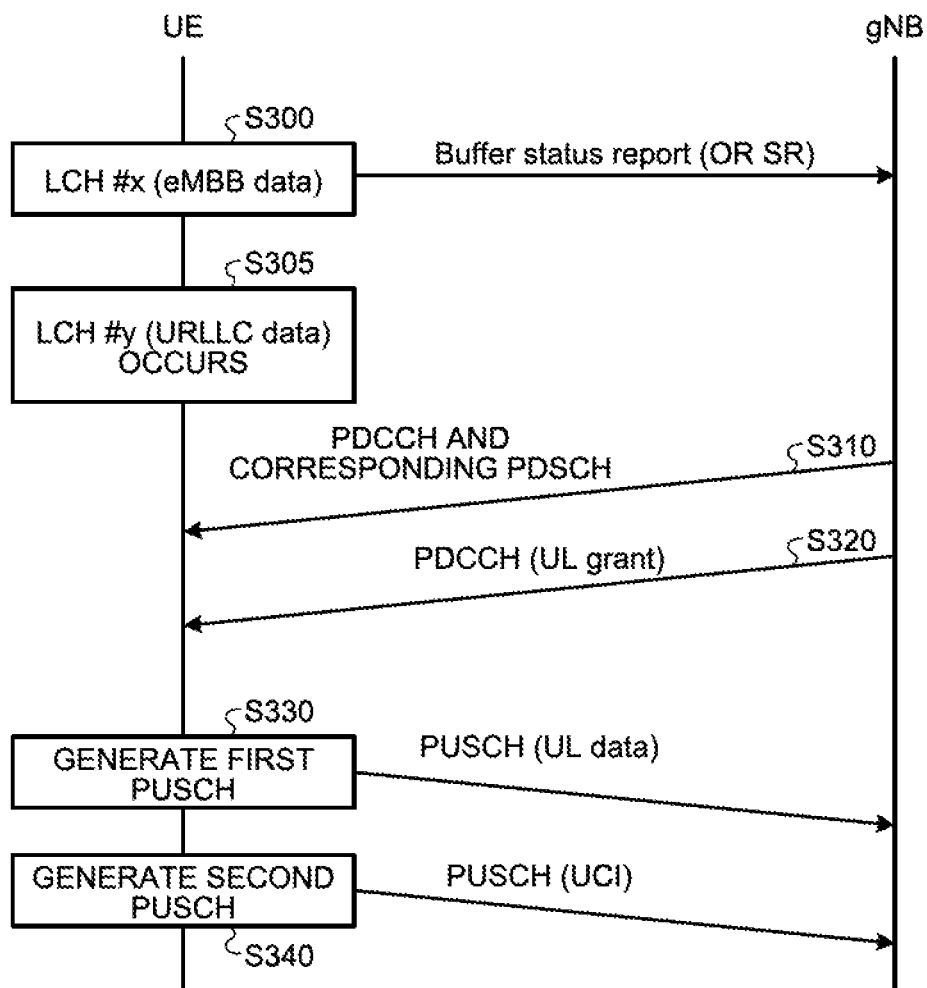 UE
gNB
S300
LCH #x (eMBB data)
Buffer status report (OR SR)
S305
LCH #y (URLLC data)
OCCURS
PDCCH AND
CORRESPONDING PDSCH
S310
PDCCH (UL grant)
S320
S330
GENERATE FIRST
PUSCH
PUSCH (UL data)
GENERATE SECOND
PUSCH
PUSCH (UCI)
S340